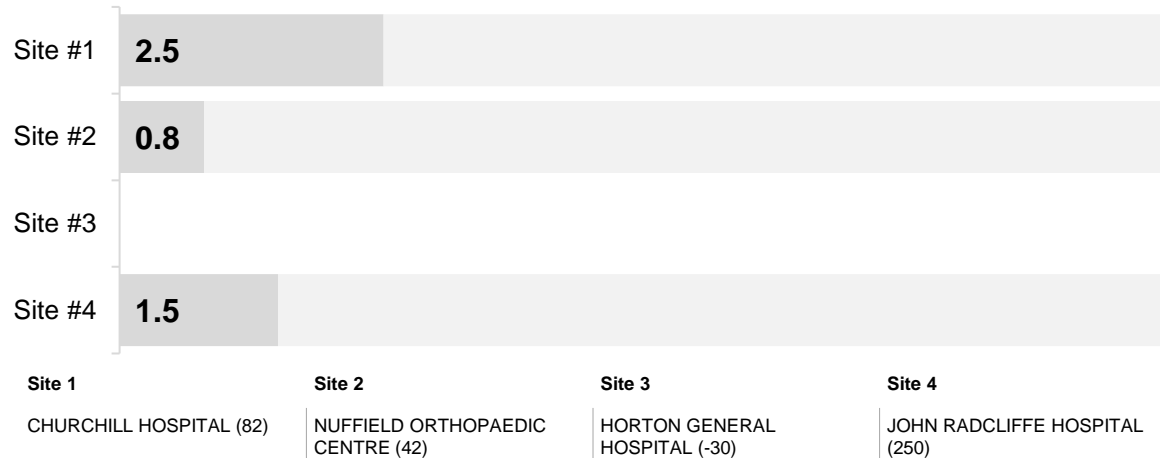 Site #1
2.5
Site #2
0.8
Site #3
Site #4
1.5
Site 1
CHURCHILL HOSPITAL (82)
Site 2
NUFFIELD ORTHOPAEDIC
CENTRE (42)
Site 3
HORTON GENERAL
HOSPITAL (-30)
Site 4
JOHN RADCLIFFE HOSPITAL
(250)